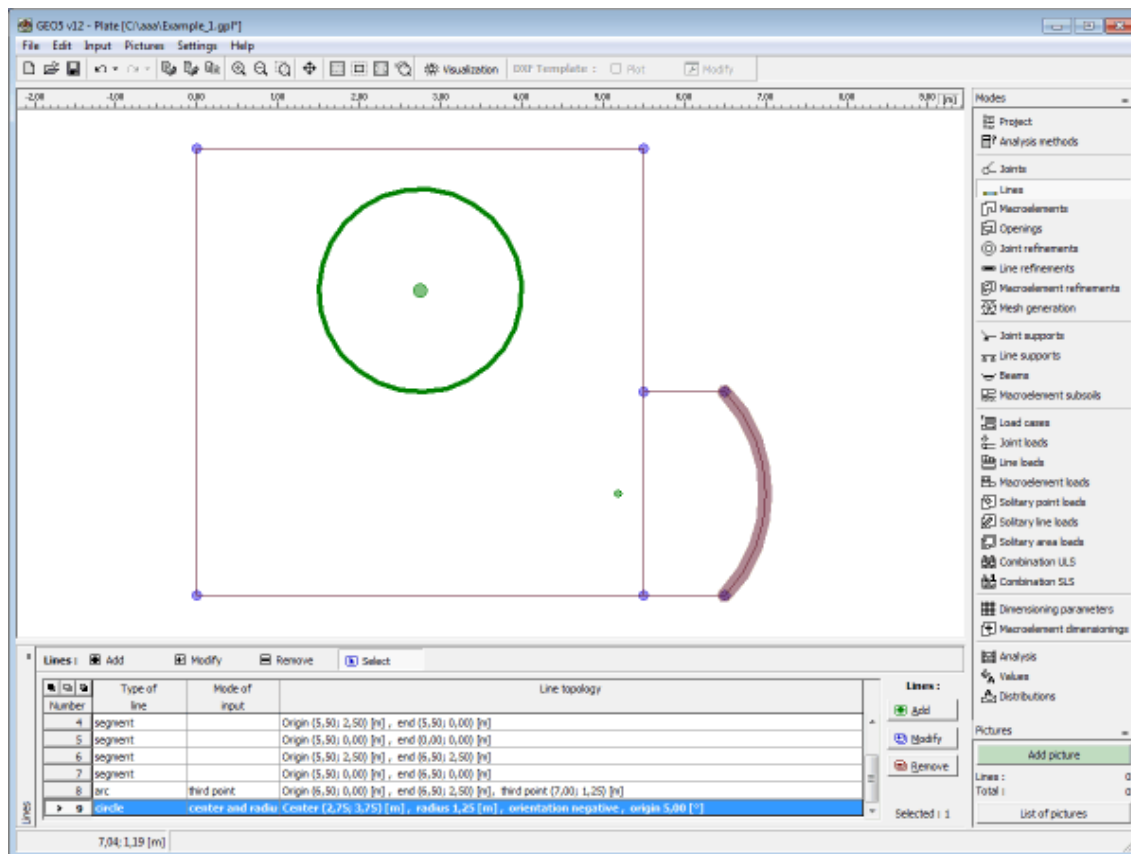 GEO5 v12 - Plate [C:\aaa\Example_1.gpl*]
File Edit Input Pictures Settings Help
Visualization DXF Template : Plot Modify
-2,00 -1,00 0,00 1,00 2,00 3,00 4,00 5,00 6,00 7,00 8,00 9,00 [m]
Modes
Project
Analysis methods
Joints
Lines
Macroelements
Openings
Joint refinements
Line refinements
Macroelement refinements
Mesh generation
Joint supports
Line supports
Beams
Macroelement subsoils
Load cases
Joint loads
Line loads
Macroelement loads
Solitary point loads
Solitary line loads
Solitary area loads
Combination ULS
Combination SLS
Dimensioning parameters
Macroelement dimensionings
Analysis
Values
Distributions
Pictures
Add picture
Lines : 0
Total : 0
List of pictures
Lines : Add Modify Remove Select
Number Type of line Mode of input Line topology
4 segment Origin (5,50; 2,50) [m] , end (5,50; 0,00) [m]
5 segment Origin (5,50; 0,00) [m] , end (0,00; 0,00) [m]
6 segment Origin (5,50; 2,50) [m] , end (6,50; 2,50) [m]
7 segment Origin (5,50; 0,00) [m] , end (6,50; 0,00) [m]
8 arc third point Origin (6,50; 0,00) [m] , end (6,50; 2,50) [m] , third point (7,00; 1,25) [m]
9 circle center and radiu Center (2,75; 3,75) [m] , radius 1,25 [m] , orientation negative , origin 5,00 [°]
Lines :
Add
Modify
Remove
Selected : 1
Lines
7,04; 1,19 [m]